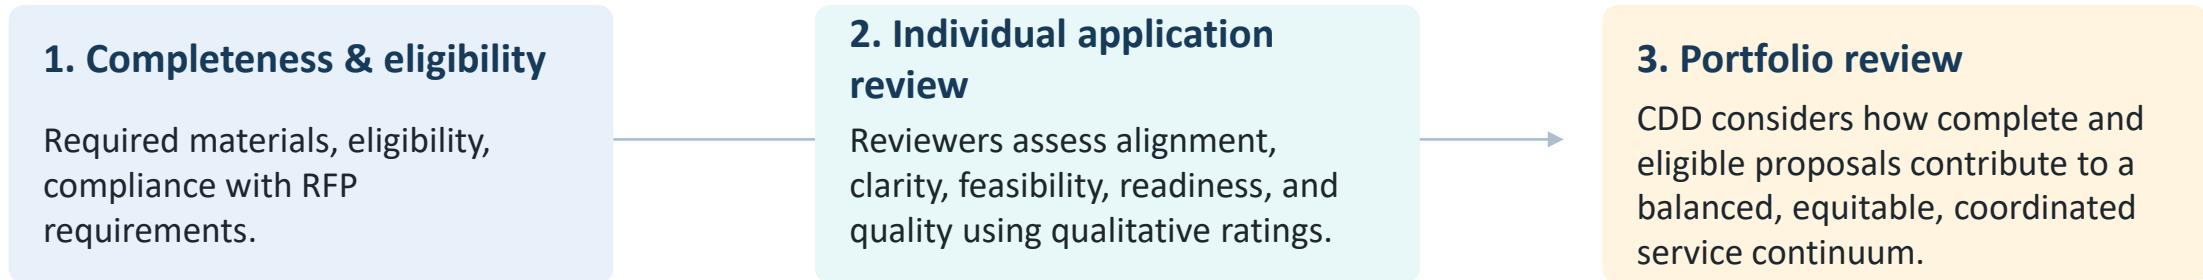 1. Completeness & eligibility
Required materials, eligibility,
compliance with RFP
requirements.
2. Individual application
review
Reviewers assess alignment,
clarity, feasibility, readiness, and
quality using qualitative ratings.
3. Portfolio review
CDD considers how complete and
eligible proposals contribute to a
balanced, equitable, coordinated
service continuum.